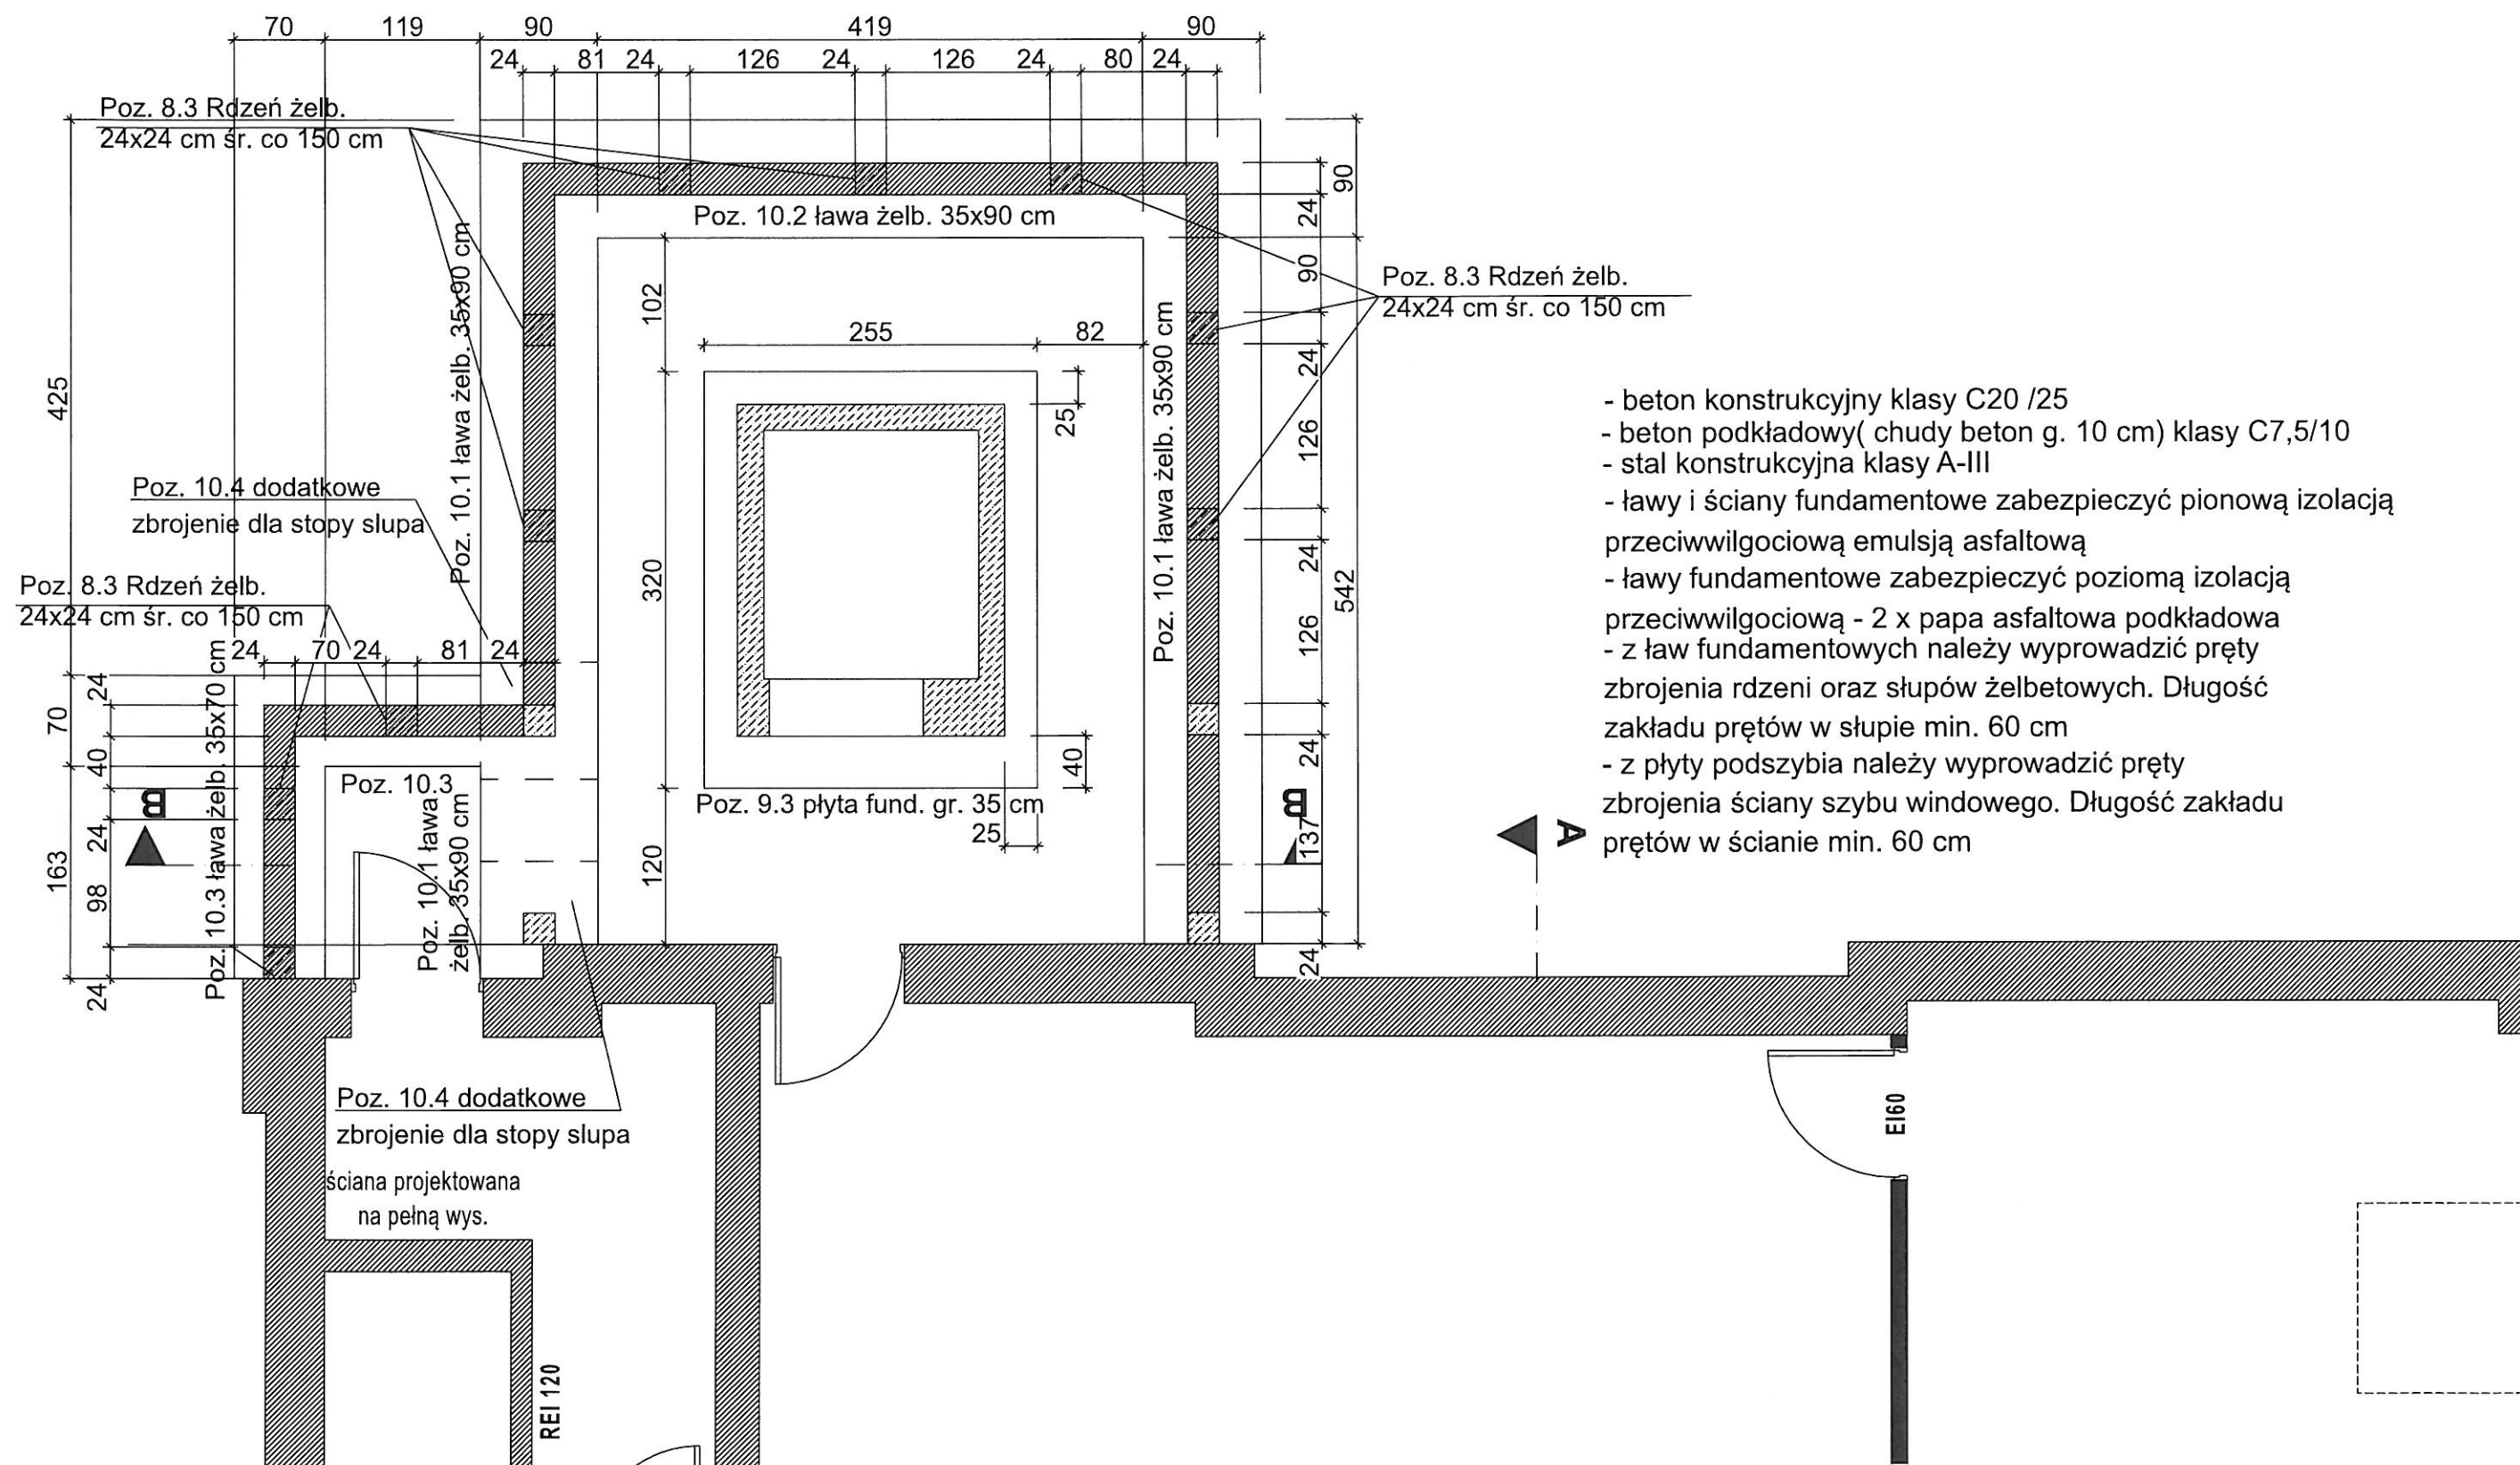 70 119 90 419 90
24 81 24 126 24 126 24 80 24
Poz. 8.3 Rdzeń żelb.
24x24 cm śr. co 150 cm
Poz. 10.2 ława żelb. 35x90 cm
Poz. 10.1 ława żelb. 35x90 cm
425
70
163
102
320
120
255
82
25
40
25
Poz. 10.1 ława żelb. 35x90 cm
90
542
24
90
24
126
24
126
24
137
24
Poz. 8.3 Rdzeń żelb.
24x24 cm śr. co 150 cm
Poz. 10.4 dodatkowe
zbrojenie dla stopy slupa
Poz. 8.3 Rdzeń żelb.
24x24 cm śr. co 150 cm
24 70 24 81 24
24
40
24
98
24
Poz. 10.3 ława żelb. 35x70 cm
B
Poz. 10.3
Poz. 10.1 ława
żelb. 35x90 cm
Poz. 9.3 płyta fund. gr. 35 cm
B
A
- beton konstrukcyjny klasy C20 /25
- beton podkładowy( chudy beton g. 10 cm) klasy C7,5/10
- stal konstrukcyjna klasy A-III
- ławy i ściany fundamentowe zabezpieczyć pionową izolacją
przeciwwilgociową emulsją asfaltową
- ławy fundamentowe zabezpieczyć poziomą izolacją
przeciwwilgociową - 2 x papa asfaltowa podkładowa
- z ław fundamentowych należy wyprowadzić pręty
zbrojenia rdzeni oraz słupów żelbetowych. Długość
zakładu prętów w słupie min. 60 cm
- z płyty podszybia należy wyprowadzić pręty
zbrojenia ściany szybu windowego. Długość zakładu
prętów w ścianie min. 60 cm
Poz. 10.4 dodatkowe
zbrojenie dla stopy slupa
ściana projektowana
na pełną wys.
REI 120
EI60